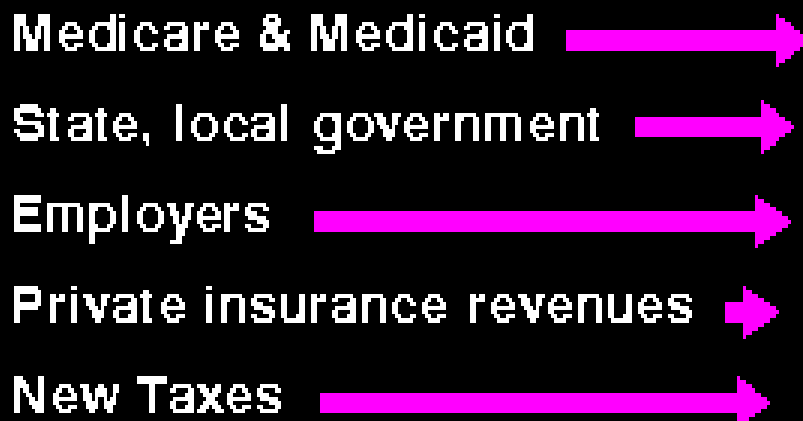 Medicare & Medicaid
State, local government
Employers
Private insurance revenues
New Taxes